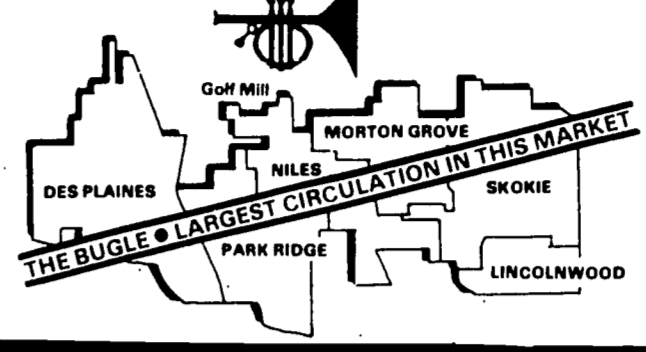 Golf Mill
MORTON GROVE
NILES
DES PLAINES
SKOKIE
THE BUGLE ● LARGEST CIRCULATION IN THIS MARKET
PARK RIDGE
LINCOLNWOOD